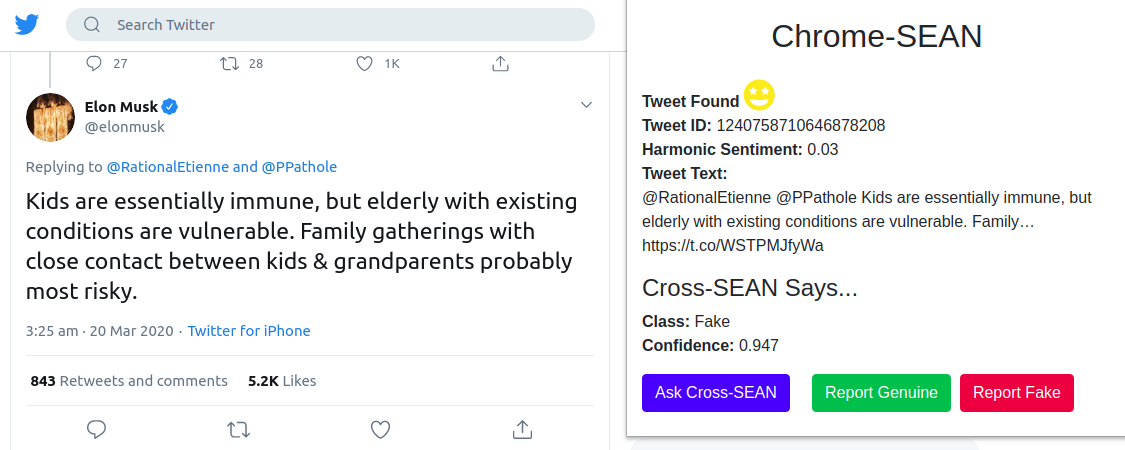 Search Twitter
27 28 1K
Elon Musk
@elonmusk
Replying to @RationalEtienne and @PPathole
Kids are essentially immune, but elderly with existing
conditions are vulnerable. Family gatherings with
close contact between kids & grandparents probably
most risky.
3:25 am · 20 Mar 2020 · Twitter for iPhone
843 Retweets and comments 5.2K Likes
Chrome-SEAN
Tweet Found
Tweet ID: 1240758710646878208
Harmonic Sentiment: 0.03
Tweet Text:
@RationalEtienne @PPathole Kids are essentially immune, but
elderly with existing conditions are vulnerable. Family…
https://t.co/WSTPMJfyWa
Cross-SEAN Says...
Class: Fake
Confidence: 0.947
Ask Cross-SEAN Report Genuine Report Fake